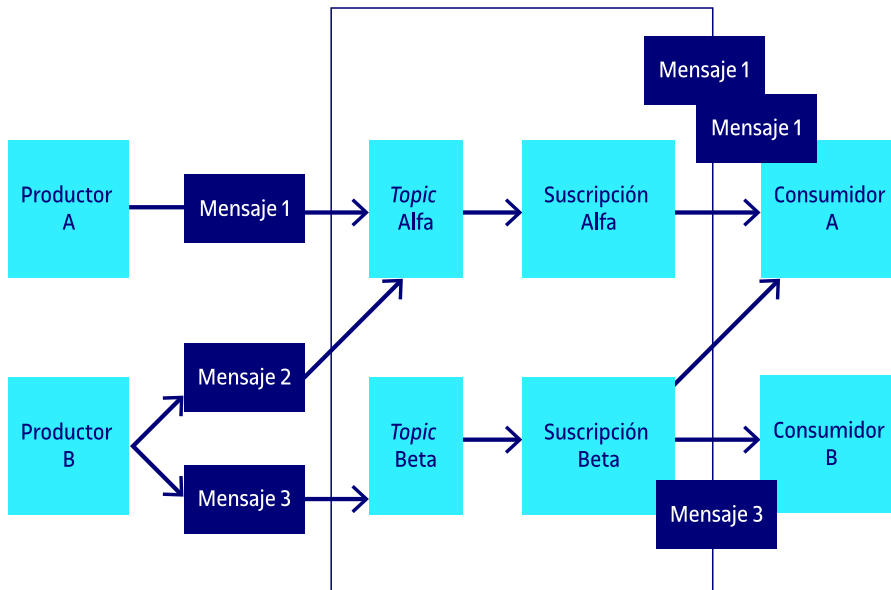 Mensaje 1
Mensaje 1
Productor
A
Mensaje 1
Topic
Alfa
Suscripción
Alfa
Consumidor
A
Mensaje 2
Productor
B
Topic
Beta
Suscripción
Beta
Consumidor
B
Mensaje 3
Mensaje 3